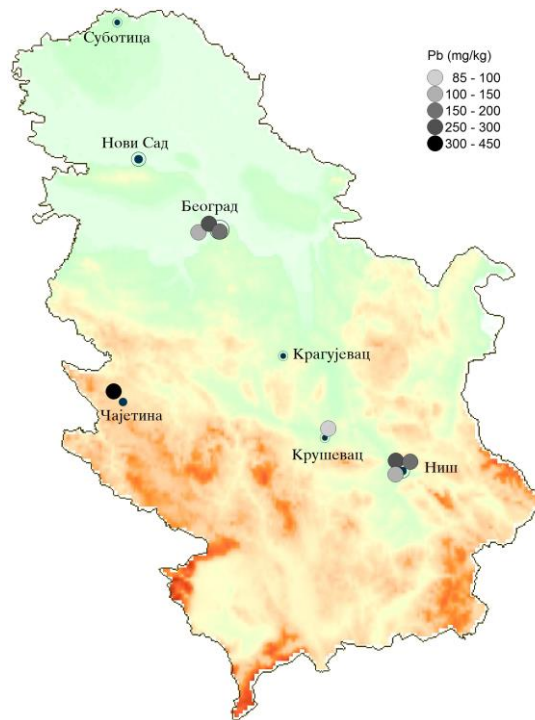 Суботица
Pb (mg/kg)
85 - 100
100 - 150
150 - 200
250 - 300
300 - 450
Нови Сад
Београд
Крагујевац
Чајетина
Крушевац
Ниш